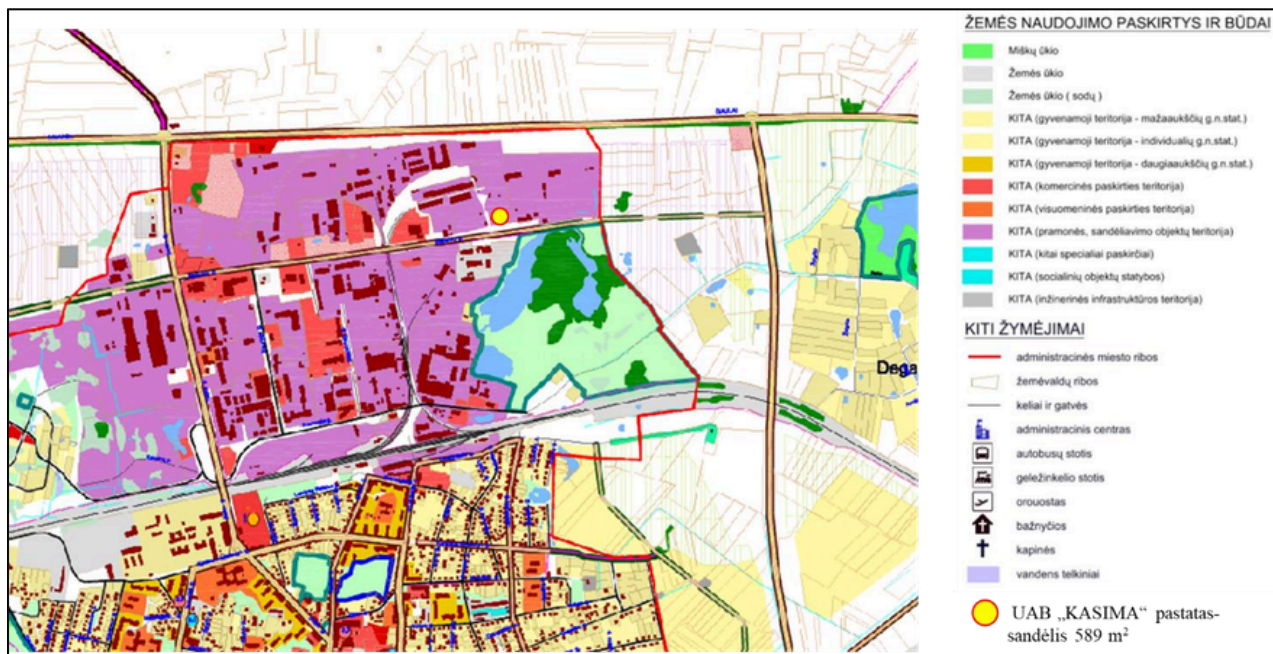 ŽEMĖS NAUDOJIMO PASKIRTYS IR BŪDAI
Miškų ūkio
Žemės ūkio
Žemės ūkio ( sodų )
KITA (gyvenamoji teritorija - mažaaukščių g.n.stat.)
KITA (gyvenamoji teritorija - individualių g.n.stat.)
KITA (gyvenamoji teritorija - daugiaaukščių g.n.stat.)
KITA (komercinės paskirties teritorija)
KITA (visuomeninės paskirties teritorija)
KITA (pramonės, sandėliavimo objektų teritorija)
KITA (kitai specialiai paskirčiai)
KITA (socialinių objektų statybos)
KITA (inžinerinės infrastruktūros teritorija)
KITI ŽYMĖJIMAI
administracinės miesto ribos
žemėvaldų ribos
keliai ir gatvės
administracinis centras
autobusų stotis
geležinkelio stotis
orouostas
bažnyčios
kapinės
vandens telkiniai
UAB „KASIMA“ pastatas-
sandėlis 589 m²
Dega